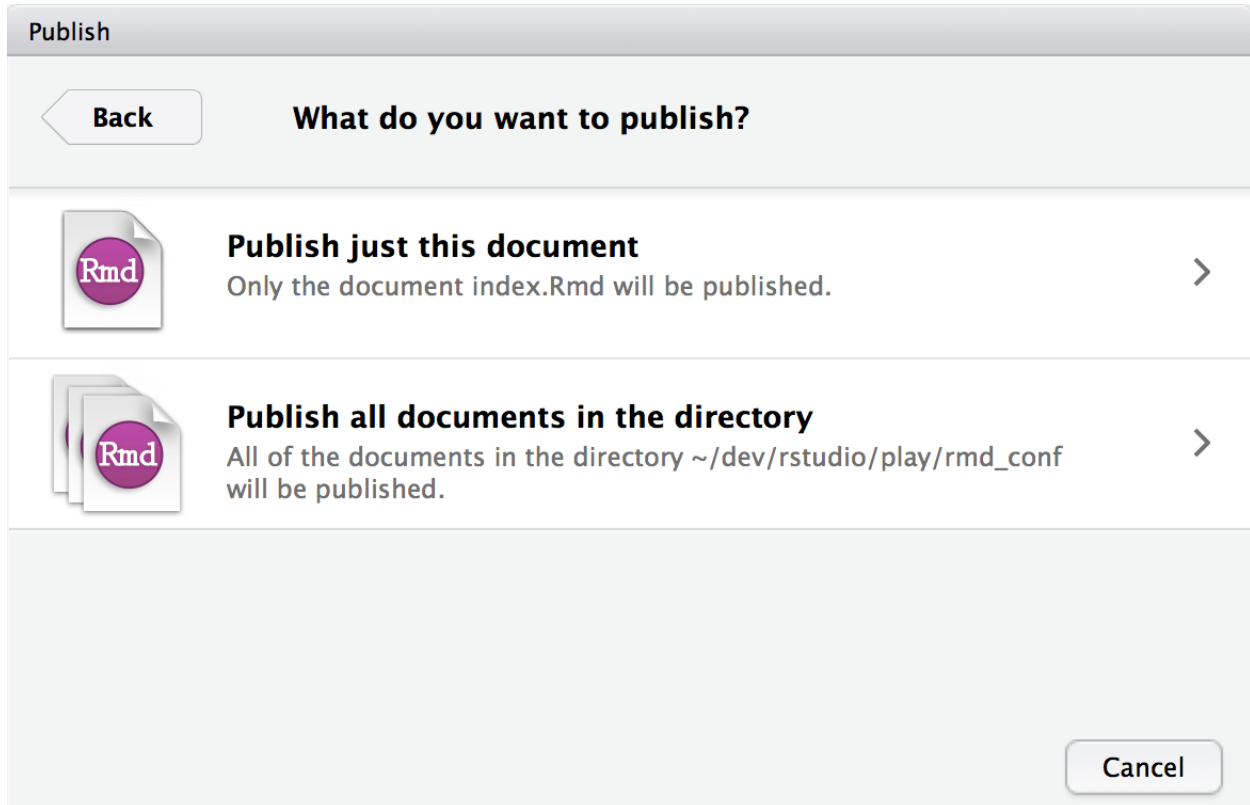 Publish
Back
What do you want to publish?
Rmd
Publish just this document
Only the document index.Rmd will be published.
Rmd
Publish all documents in the directory
All of the documents in the directory ~/dev/rstudio/play/rmd_conf
will be published.
Cancel